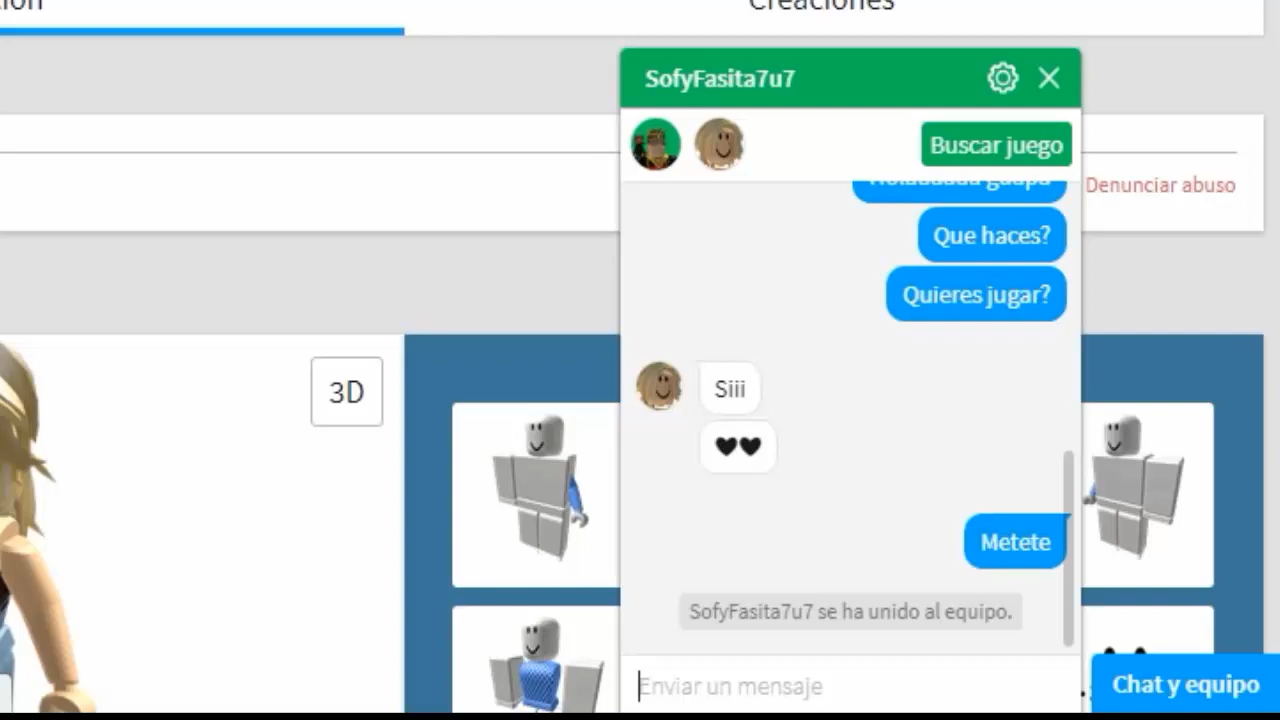 Creaciones
SofyFasita7u7
Buscar juego
Denunciar abuso
Que haces?
Quieres jugar?
3D
Siii
Metete
SofyFasita7u7 se ha unido al equipo.
Enviar un mensaje
Chat y equipo